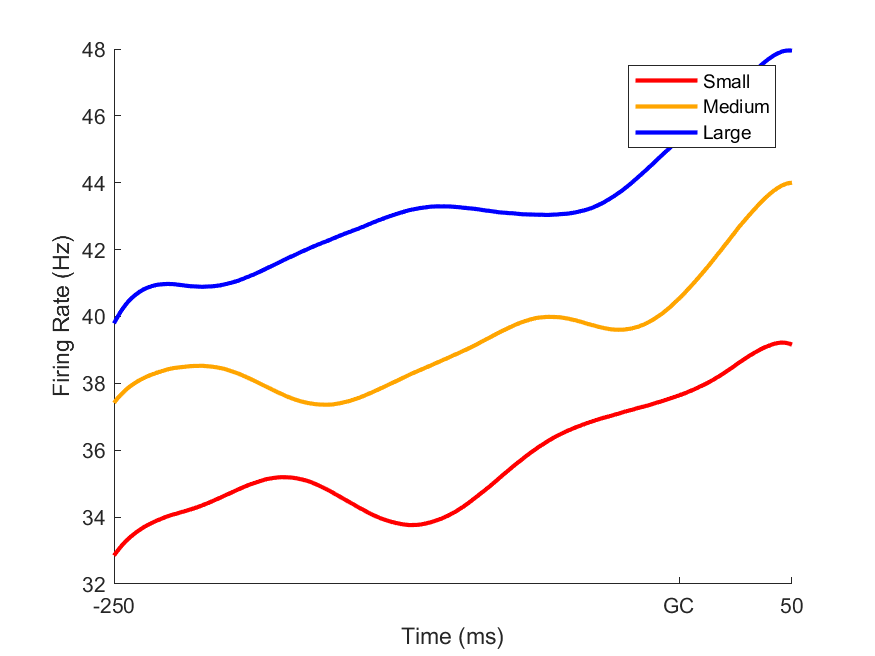 48
46
44
42
40
38
36
34
32
Firing Rate (Hz)
Small
Medium
Large
-250
GC
50
Time (ms)